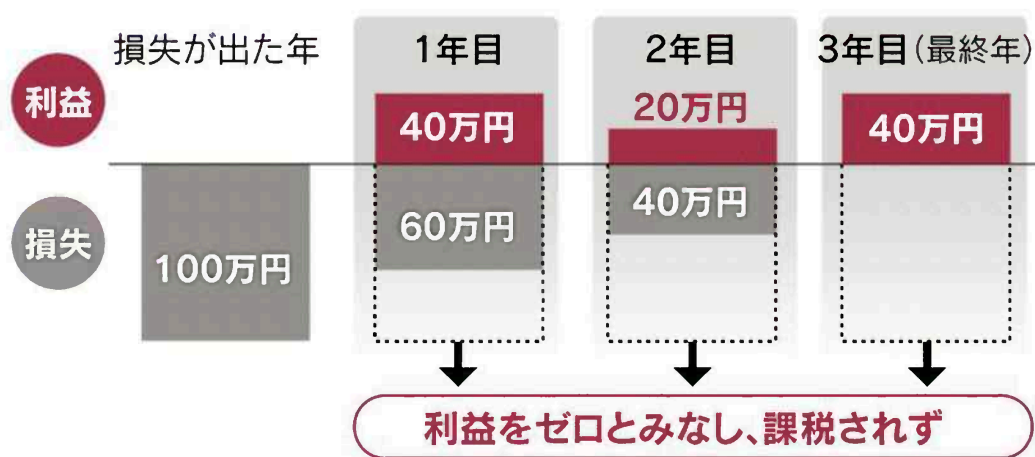 損失が出た年
1年目
2年目
3年目(最終年)
利益
40万円
20万円
40万円
損失
100万円
60万円
40万円
利益をゼロとみなし、課税されず